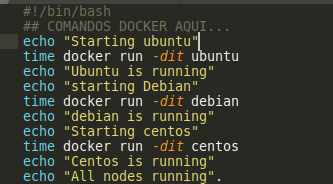 #!/bin/bash
## COMANDOS DOCKER AQUI...
echo "Starting ubuntu"
time docker run -dit ubuntu
echo "Ubuntu is running"
echo "starting Debian"
time docker run -dit debian
echo "debian is running"
echo "Starting centos"
time docker run -dit centos
echo "Centos is running"
echo "All nodes running".